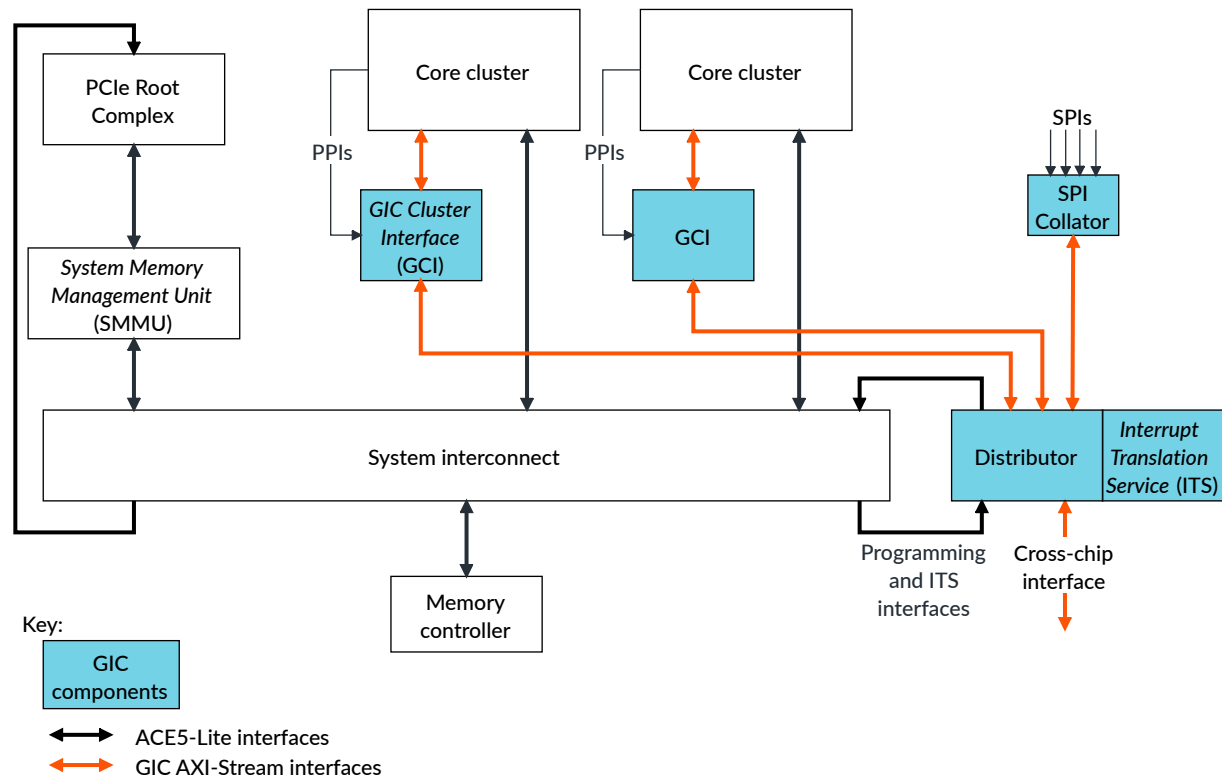 PCIe Root
Complex
Core cluster
Core cluster
SPIs
PPIs
PPIs
SPI
Collator
GIC Cluster
Interface
(GCI)
GCI
System Memory
Management Unit
(SMMU)
System interconnect
Distributor
Interrupt
Translation
Service (ITS)
Programming
and ITS
interfaces
Cross-chip
interface
Memory
controller
Key:
GIC
components
ACE5-Lite interfaces
GIC AXI-Stream interfaces